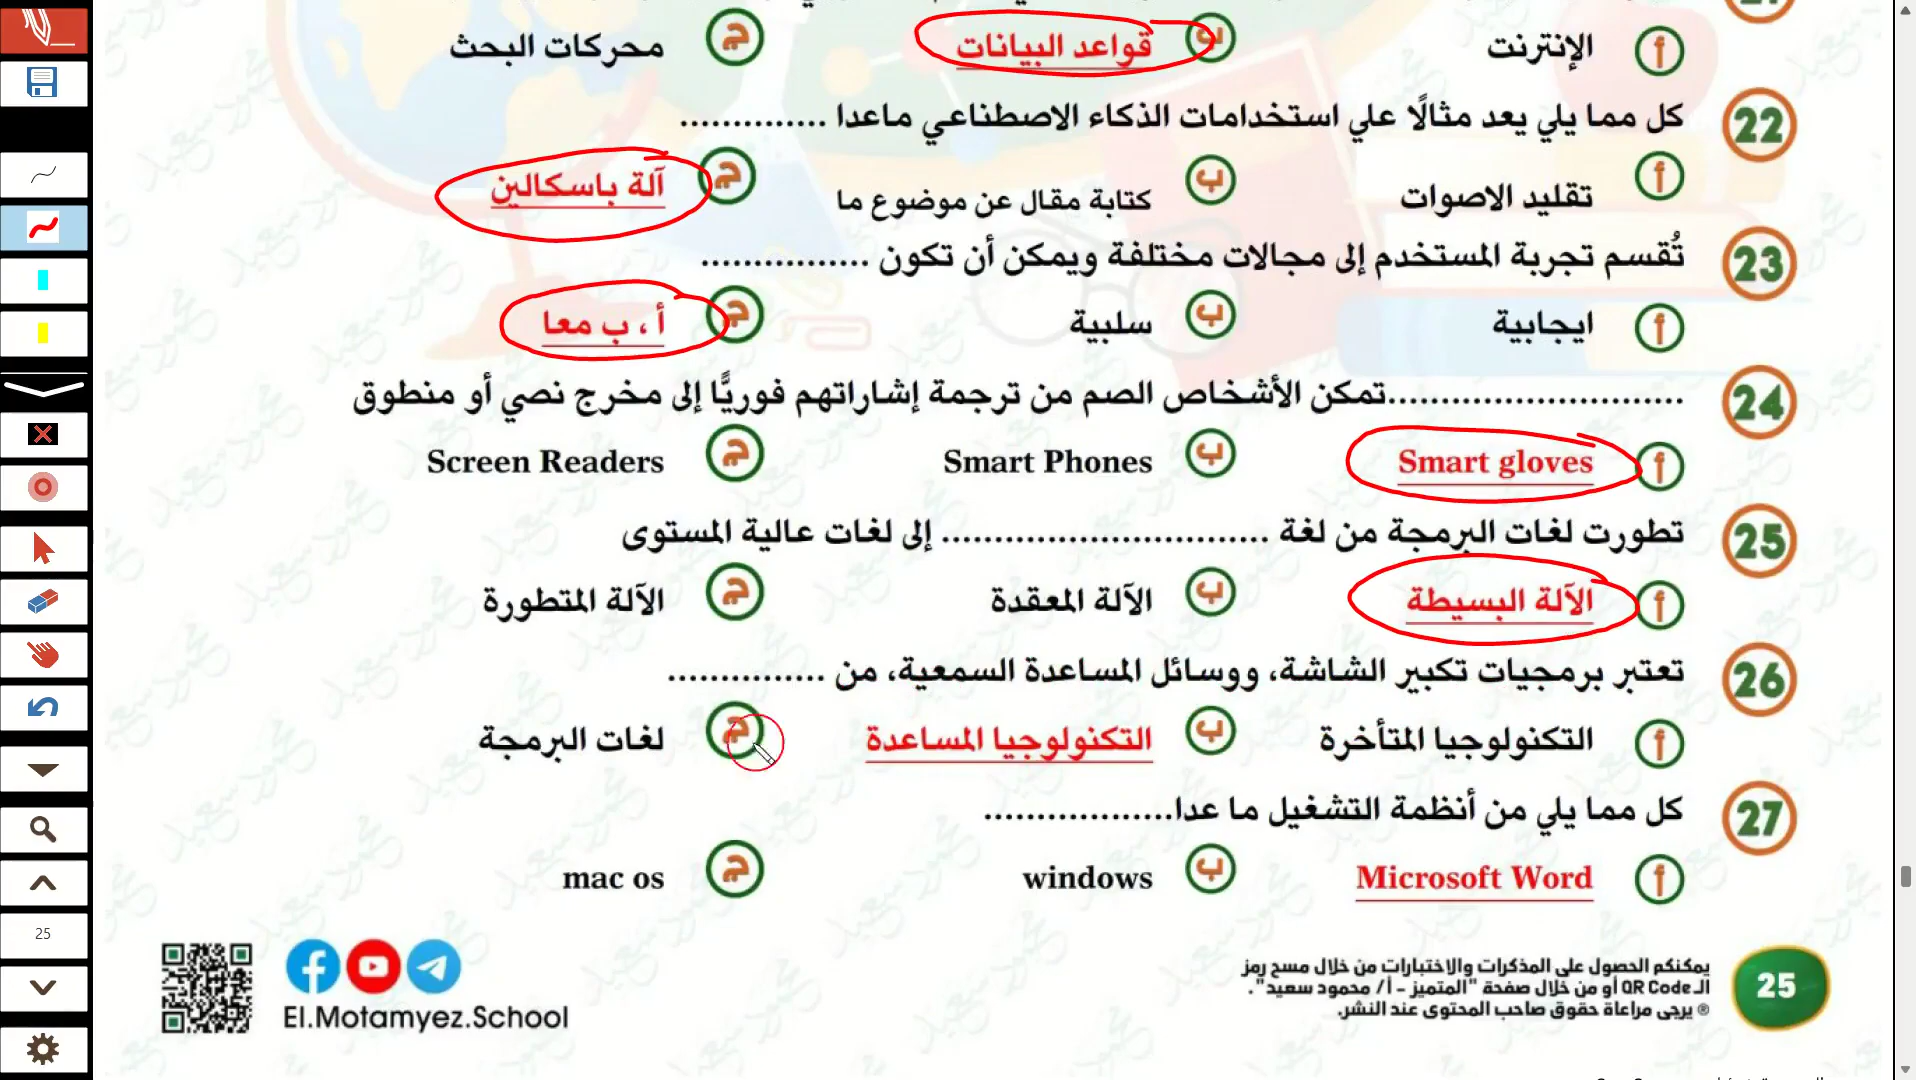 أ الإنترنت ب قواعد البيانات ج محركات البحث
22 كل مما يلي يعد مثالًا علي استخدامات الذكاء الاصطناعي ماعدا ..............
أ تقليد الاصوات ب كتابة مقال عن موضوع ما ج آلة باسكالين
23 تُقسم تجربة المستخدم إلى مجالات مختلفة ويمكن أن تكون ................
أ ايجابية ب سلبية ج أ ، ب معا
24 ............................تمكن الأشخاص الصم من ترجمة إشاراتهم فوريًّا إلى مخرج نصي أو منطوق
أ Smart gloves ب Smart Phones ج Screen Readers
25 تطورت لغات البرمجة من لغة ............................... إلى لغات عالية المستوى
أ الآلة البسيطة ب الآلة المعقدة ج الآلة المتطورة
26 تعتبر برمجيات تكبير الشاشة، ووسائل المساعدة السمعية، من ...............
أ التكنولوجيا المتأخرة ب التكنولوجيا المساعدة ج لغات البرمجة
27 كل مما يلي من أنظمة التشغيل ما عدا..................
أ Microsoft Word ب windows ج mac os
25
يمكنكم الحصول على المذكرات والاختبارات من خلال مسح رمز
الـ QR Code أو من خلال صفحة "المتميز - أ/ محمود سعيد".
® يرجى مراعاة حقوق صاحب المحتوى عند النشر.
El.Motamyez.School
25